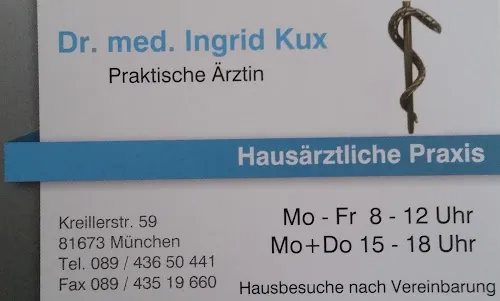 Dr. med. Ingrid Kux
Praktische Ärztin
Hausärztliche Praxis
Kreillerstr. 59
81673 München
Tel. 089 / 436 50 441
Fax 089 / 435 19 660
Mo - Fr 8 - 12 Uhr
Mo+Do 15 - 18 Uhr
Hausbesuche nach Vereinbarung